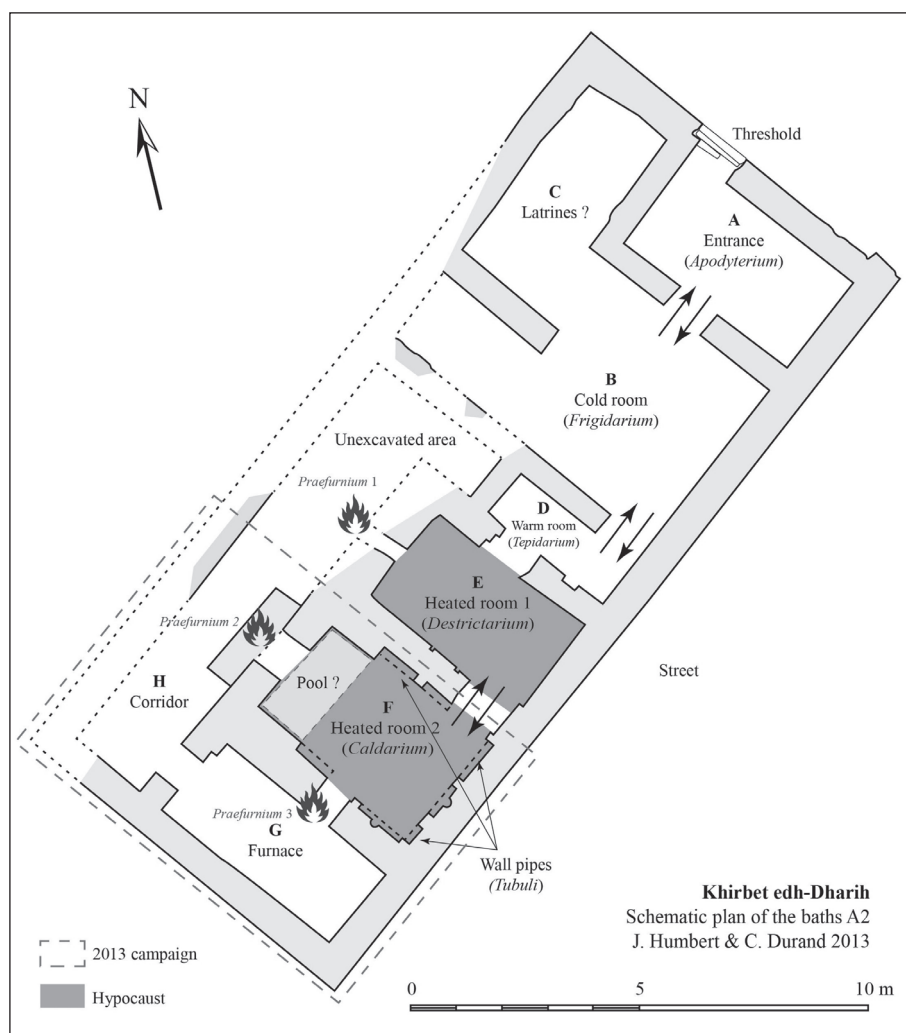 N
Threshold
C
Latrines ?
A
Entrance
(Apodyterium)
B
Cold room
(Frigidarium)
Unexcavated area
Praefurnium 1
D
Warm room
(Tepidarium)
E
Heated room 1
(Destrictarium)
Praefurnium 2
Street
H
Corridor
Pool ?
F
Heated room 2
(Caldarium)
Praefurnium 3
G
Furnace
Wall pipes
(Tubuli)
Khirbet edh-Dharih
Schematic plan of the baths A2
J. Humbert & C. Durand 2013
2013 campaign
Hypocaust
0 5 10 m